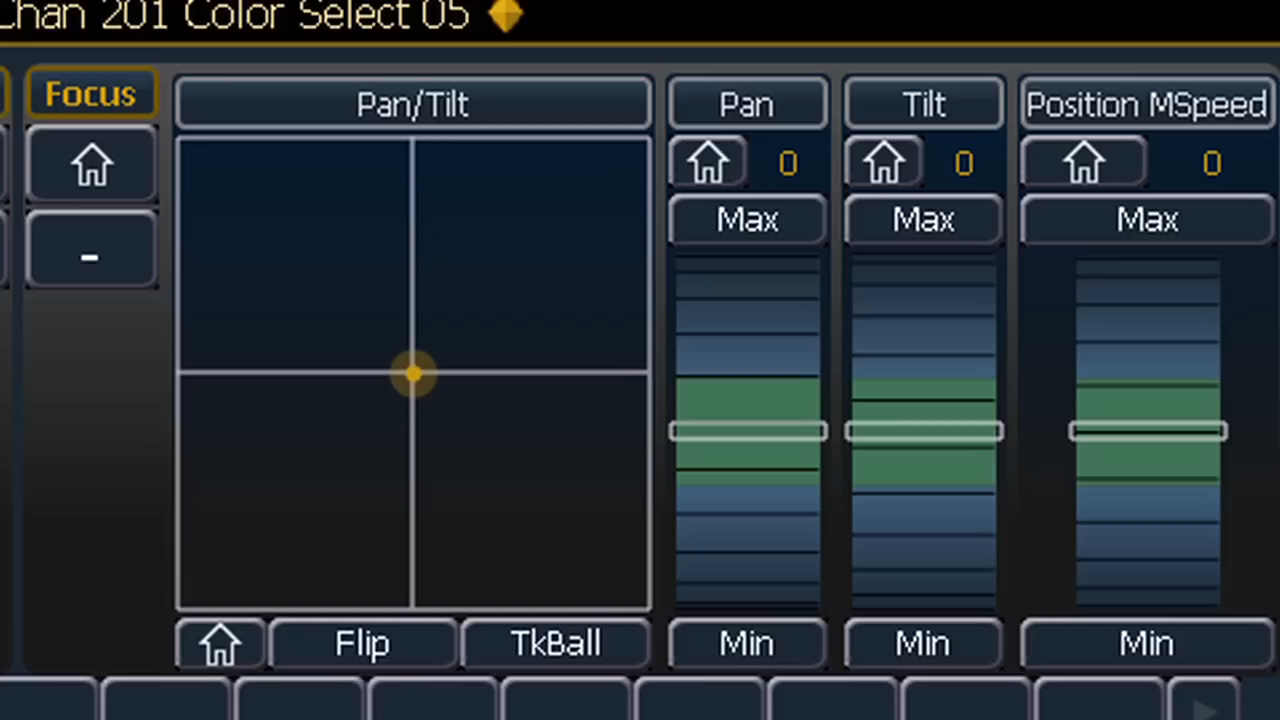 Chan 201 Color Select 05
Focus
Pan/Tilt
Pan
Tilt
Position MSpeed
0
0
0
Max
Max
Max
-
Flip
TkBall
Min
Min
Min